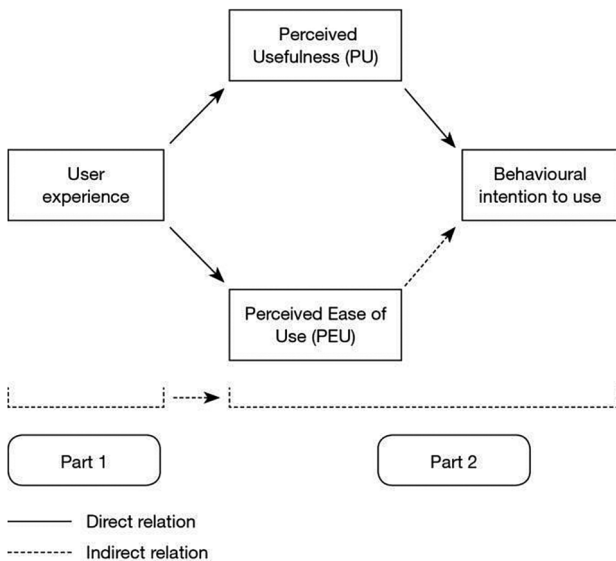 Perceived
Usefulness (PU)
User
experience
Behavioural
intention to use
Perceived Ease of
Use (PEU)
Part 1
Part 2
Direct relation
Indirect relation